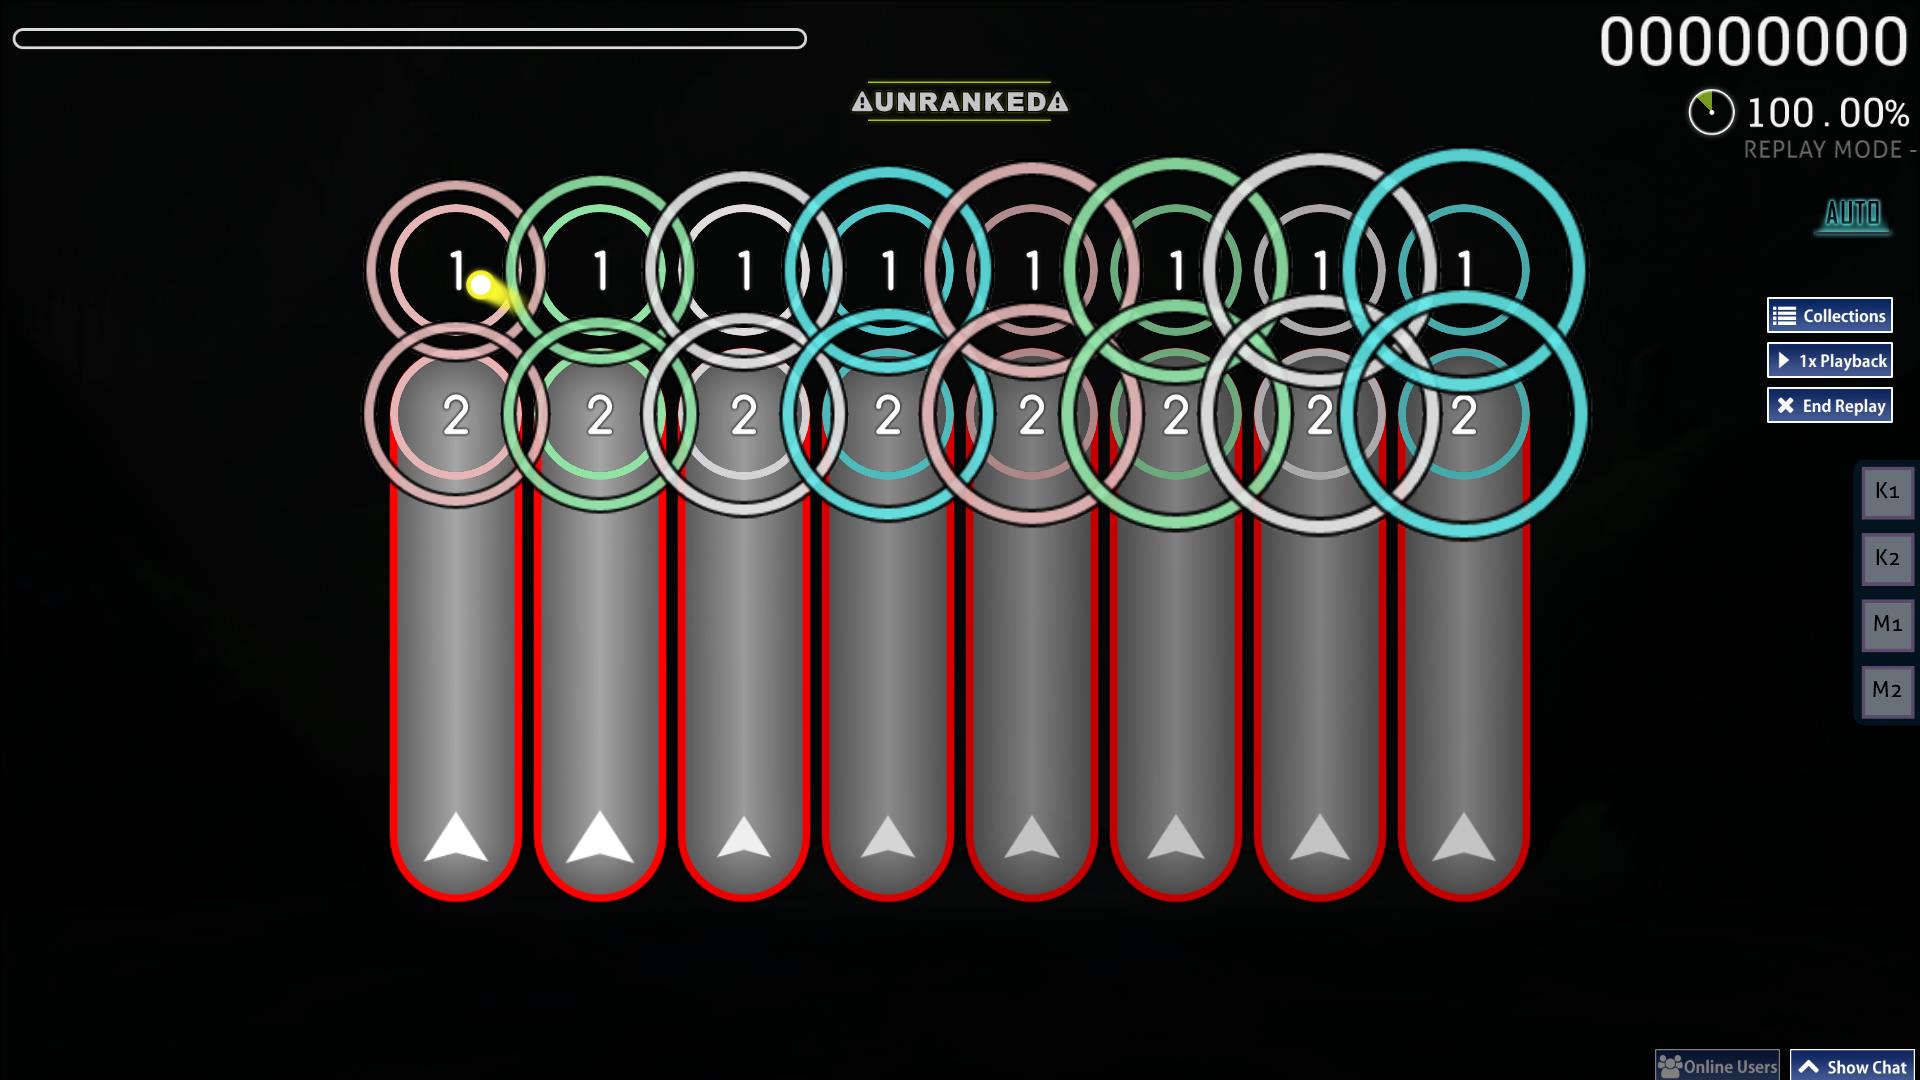 00000000
UNRANKED
100.00%
REPLAY MODE -
AUTO
1 1 1 1 1 1 1 1
Collections
1x Playback
2 2 2 2 2 2 2 2
End Replay
K1
K2
M1
M2
Online Users
Show Chat